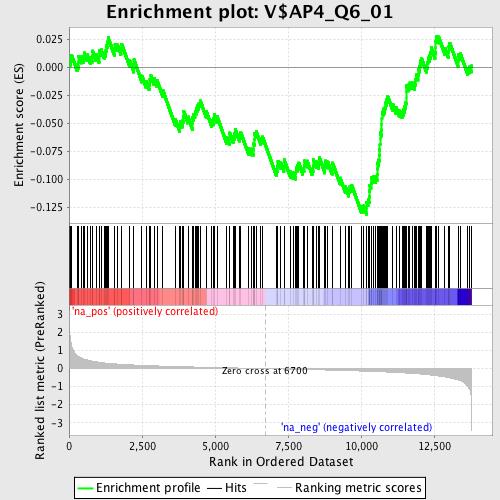 Enrichment plot: V$AP4_Q6_01
Enrichment score (ES)
0.025
0.000
-0.025
-0.050
-0.075
-0.100
-0.125
Ranked list metric (PreRanked)
3
2
1
0
-1
-2
-3
'na_pos' (positively correlated)
Zero cross at 6700
'na_neg' (negatively correlated)
0
2,500
5,000
7,500
10,000
12,500
Rank in Ordered Dataset
Enrichment profile
Hits
Ranking metric scores